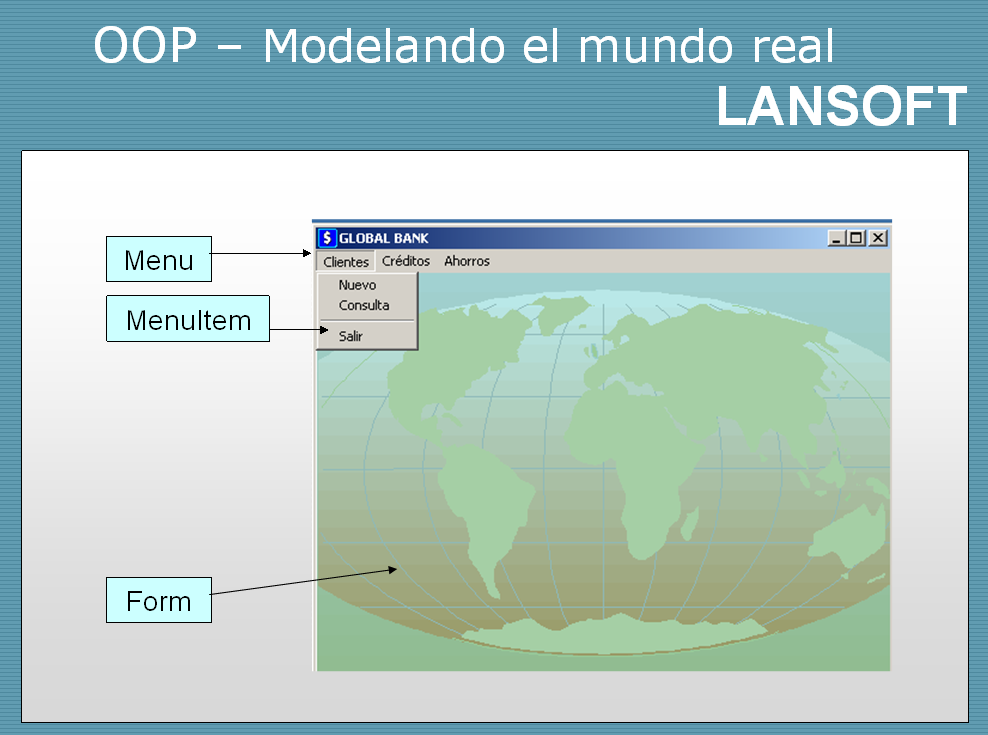 OOP – Modelando el mundo real
LANSOFT
$ GLOBAL BANK
Menu
Clientes Créditos Ahorros
Nuevo
MenuItem
Consulta
Salir
Form